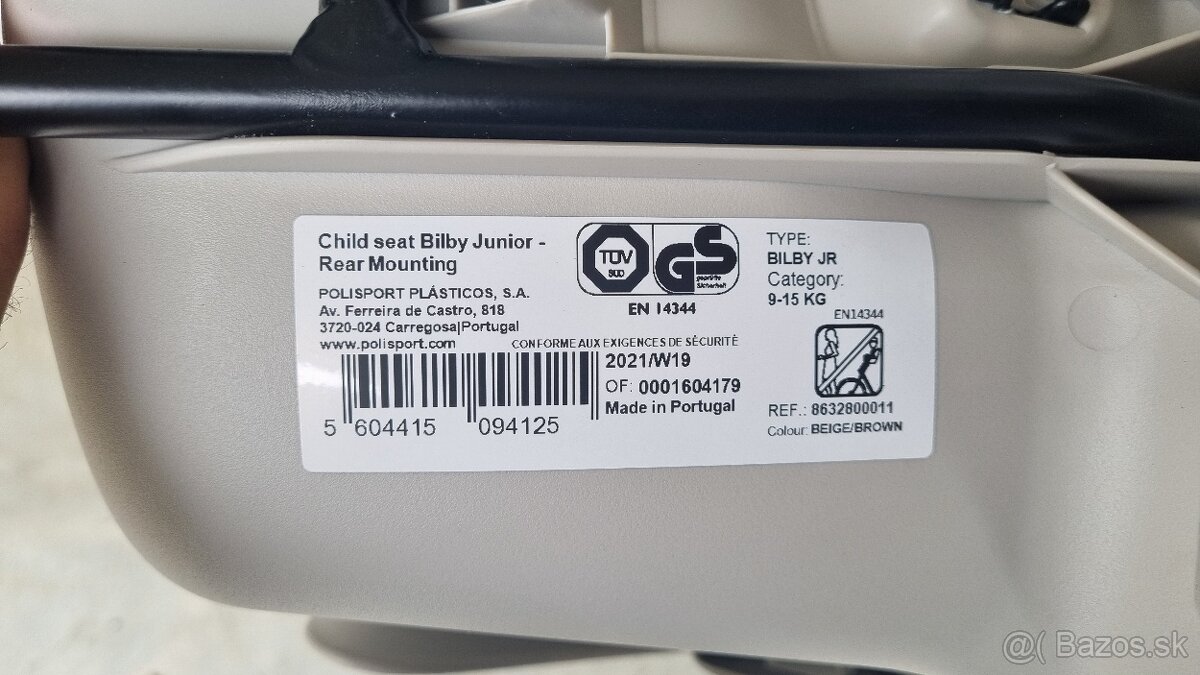 Child seat Bilby Junior -
Rear Mounting
POLISPORT PLÁSTICOS, S.A.
Av. Ferreira de Castro, 818
3720-024 Carregosa|Portugal
www.polisport.com
CONFORME AUX EXIGENCES DE SÉCURITÉ
5 604415 094125
TÜV
SÜD
GS
geprüfte
Sicherheit
EN 14344
2021/W19
OF: 0001604179
Made in Portugal
TYPE:
BILBY JR
Category:
9-15 KG
EN14344
REF.: 8632800011
Colour: BEIGE/BROWN
@( Bazos.sk